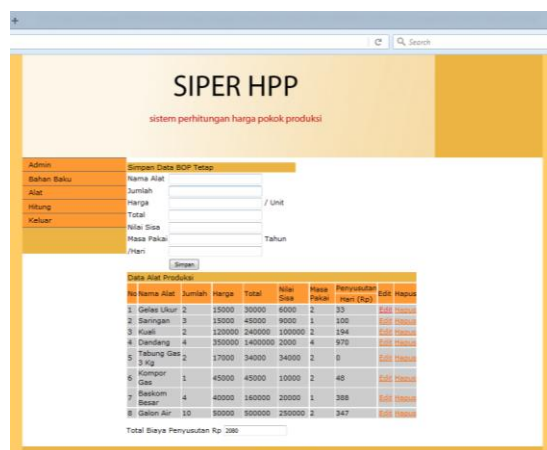 +
Search
SIPER HPP
sistem perhitungan harga pokok produksi
Admin
Bahan Baku
Alat
Hitung
Keluar
Simpan Data BOP Tetap
Nama Alat
Jumlah
Harga / Unit
Total
Nilai Sisa
Masa Pakai Tahun
/Hari
Simpan
Data Alat Produksi
No Nama Alat Jumlah Harga Total Nilai Sisa Masa Pakai Penyusutan Hari (Rp) Edit Hapus
1 Gelas Ukur 2 15000 30000 6000 2 33 Edit Hapus
2 Saringan 3 15000 45000 9000 1 100 Edit Hapus
3 Kuali 2 120000 240000 100000 2 194 Edit Hapus
4 Dandang 4 350000 1400000 2000 4 970 Edit Hapus
5 Tabung Gas 3 Kg 2 17000 34000 34000 2 0 Edit Hapus
6 Kompor Gas 1 45000 45000 10000 2 48 Edit Hapus
7 Baskom Besar 4 40000 160000 20000 1 388 Edit Hapus
8 Galon Air 10 50000 500000 250000 2 347 Edit Hapus
Total Biaya Penyusutan Rp 2080